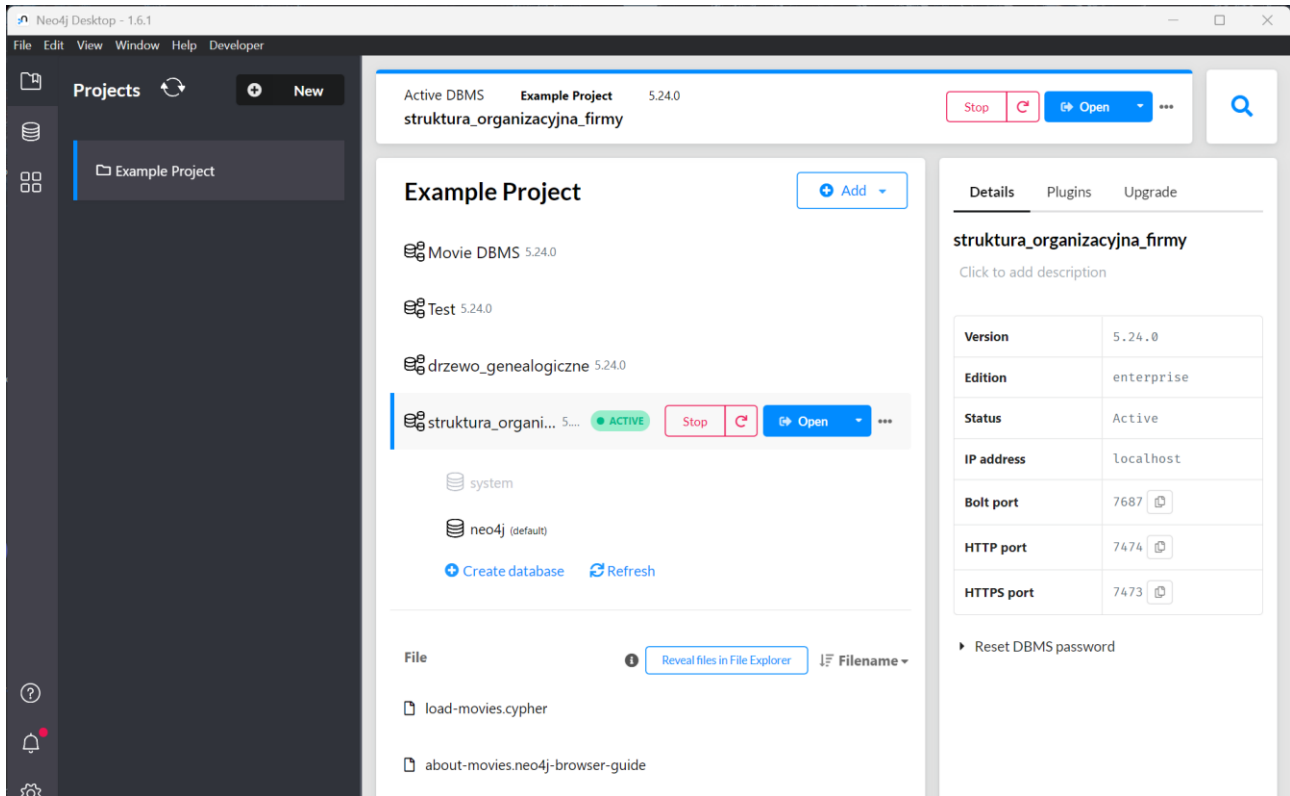 Neo4j Desktop - 1.6.1
File Edit View Window Help Developer
Projects
New
Example Project
Active DBMS Example Project 5.24.0
struktura_organizacyjna_firmy
Stop
Open
Example Project
Add
Movie DBMS 5.24.0
Test 5.24.0
drzewo_genealogiczne 5.24.0
struktura_organi... 5.... ACTIVE Stop Open
system
neo4j (default)
Create database Refresh
File Reveal files in File Explorer Filename
load-movies.cypher
about-movies.neo4j-browser-guide
Details Plugins Upgrade
struktura_organizacyjna_firmy
Click to add description
Version 5.24.0
Edition enterprise
Status Active
IP address localhost
Bolt port 7687
HTTP port 7474
HTTPS port 7473
Reset DBMS password